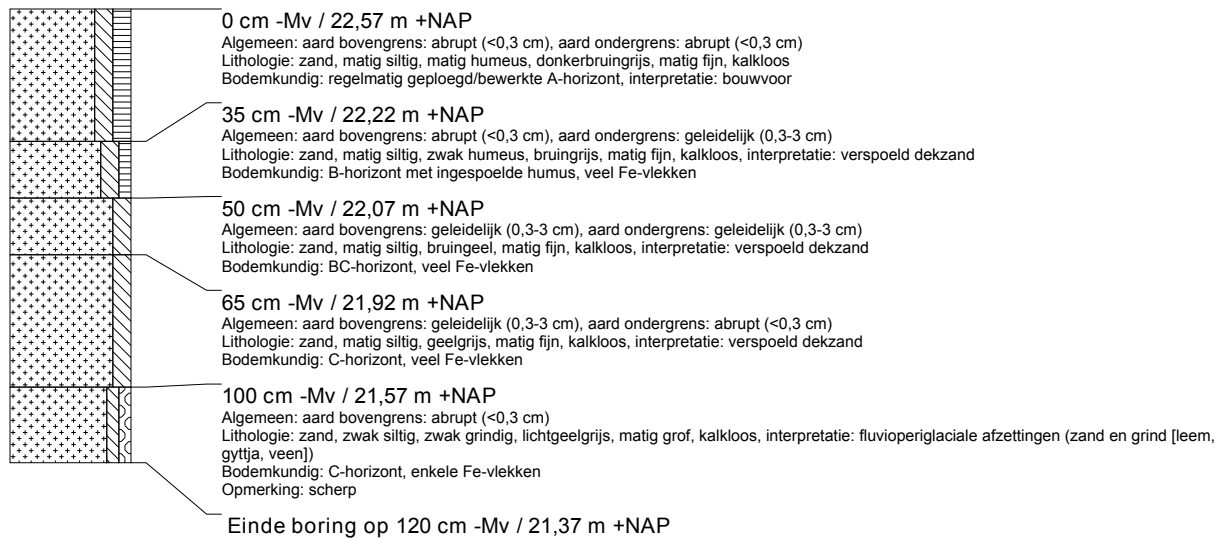 0 cm -Mv / 22,57 m +NAP
Algemeen: aard bovengrens: abrupt (<0,3 cm), aard ondergrens: abrupt (<0,3 cm)
Lithologie: zand, matig siltig, matig humeus, donkerbruingrijs, matig fijn, kalkloos
Bodemkundig: regelmatig geploegd/bewerkte A-horizont, interpretatie: bouwvoor
35 cm -Mv / 22,22 m +NAP
Algemeen: aard bovengrens: abrupt (<0,3 cm), aard ondergrens: geleidelijk (0,3-3 cm)
Lithologie: zand, matig siltig, zwak humeus, bruingrijs, matig fijn, kalkloos, interpretatie: verspoeld dekzand
Bodemkundig: B-horizont met ingespoelde humus, veel Fe-vlekken
50 cm -Mv / 22,07 m +NAP
Algemeen: aard bovengrens: geleidelijk (0,3-3 cm), aard ondergrens: geleidelijk (0,3-3 cm)
Lithologie: zand, matig siltig, bruingeel, matig fijn, kalkloos, interpretatie: verspoeld dekzand
Bodemkundig: BC-horizont, veel Fe-vlekken
65 cm -Mv / 21,92 m +NAP
Algemeen: aard bovengrens: geleidelijk (0,3-3 cm), aard ondergrens: abrupt (<0,3 cm)
Lithologie: zand, matig siltig, geelgrijs, matig fijn, kalkloos, interpretatie: verspoeld dekzand
Bodemkundig: C-horizont, veel Fe-vlekken
100 cm -Mv / 21,57 m +NAP
Algemeen: aard bovengrens: abrupt (<0,3 cm)
Lithologie: zand, zwak siltig, zwak grindig, lichtgeelgrijs, matig grof, kalkloos, interpretatie: fluvioperiglaciale afzettingen (zand en grind [leem,
gyttja, veen])
Bodemkundig: C-horizont, enkele Fe-vlekken
Opmerking: scherp
Einde boring op 120 cm -Mv / 21,37 m +NAP